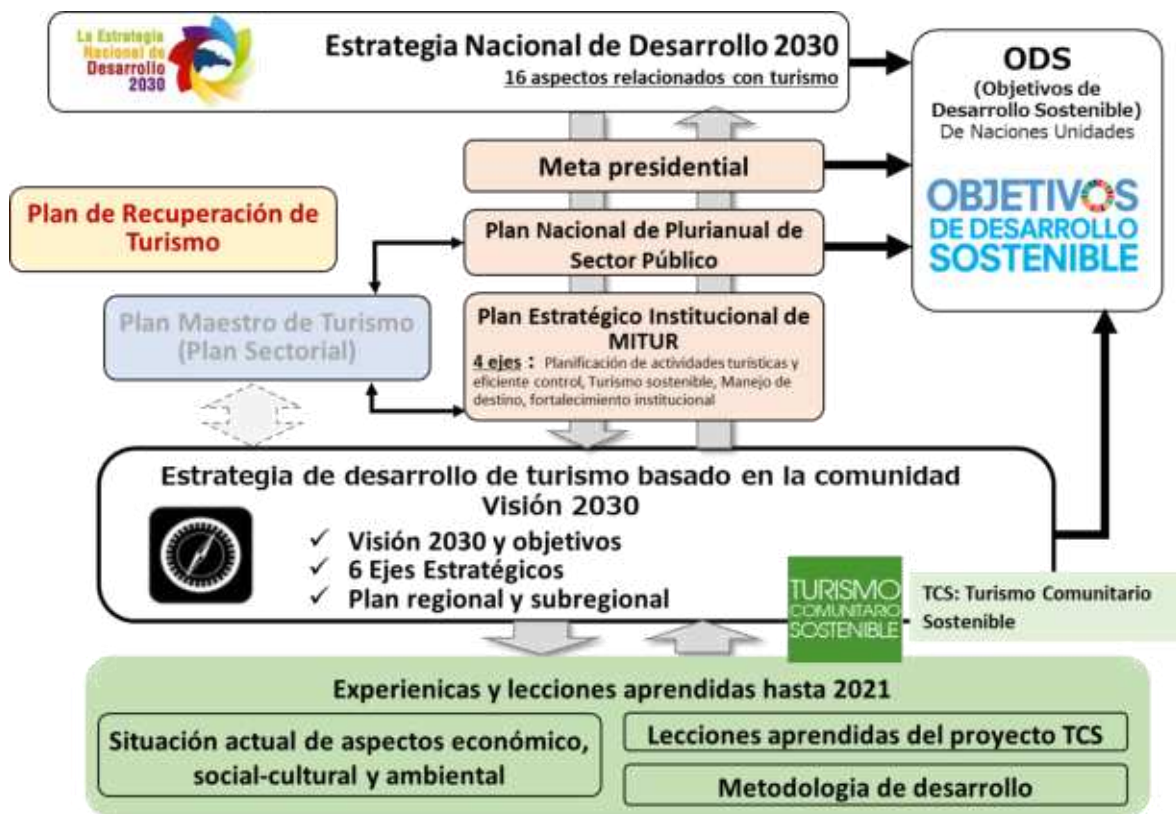 La Estrategia
Nacional de
Desarrollo
2030
Estrategia Nacional de Desarrollo 2030
16 aspectos relacionados con turismo
ODS
(Objetivos de
Desarrollo Sostenible)
De Naciones Unidades
OBJETIVOS
DE DESARROLLO
SOSTENIBLE
Meta presidential
Plan de Recuperación de
Turismo
Plan Nacional de Plurianual de
Sector Público
Plan Maestro de Turismo
(Plan Sectorial)
Plan Estratégico Institucional de
MITUR
4 ejes : Planificación de actividades turísticas y
eficiente control, Turismo sostenible, Manejo de
destino, fortalecimiento institucional
Estrategia de desarrollo de turismo basado en la comunidad
Visión 2030
✓ Visión 2030 y objetivos
✓ 6 Ejes Estratégicos
✓ Plan regional y subregional
TURISMO
COMUNITARIO
SOSTENIBLE
TCS: Turismo Comunitario
Sostenible
Experienicas y lecciones aprendidas hasta 2021
Situación actual de aspectos económico,
social-cultural y ambiental
Lecciones aprendidas del proyecto TCS
Metodologia de desarrollo